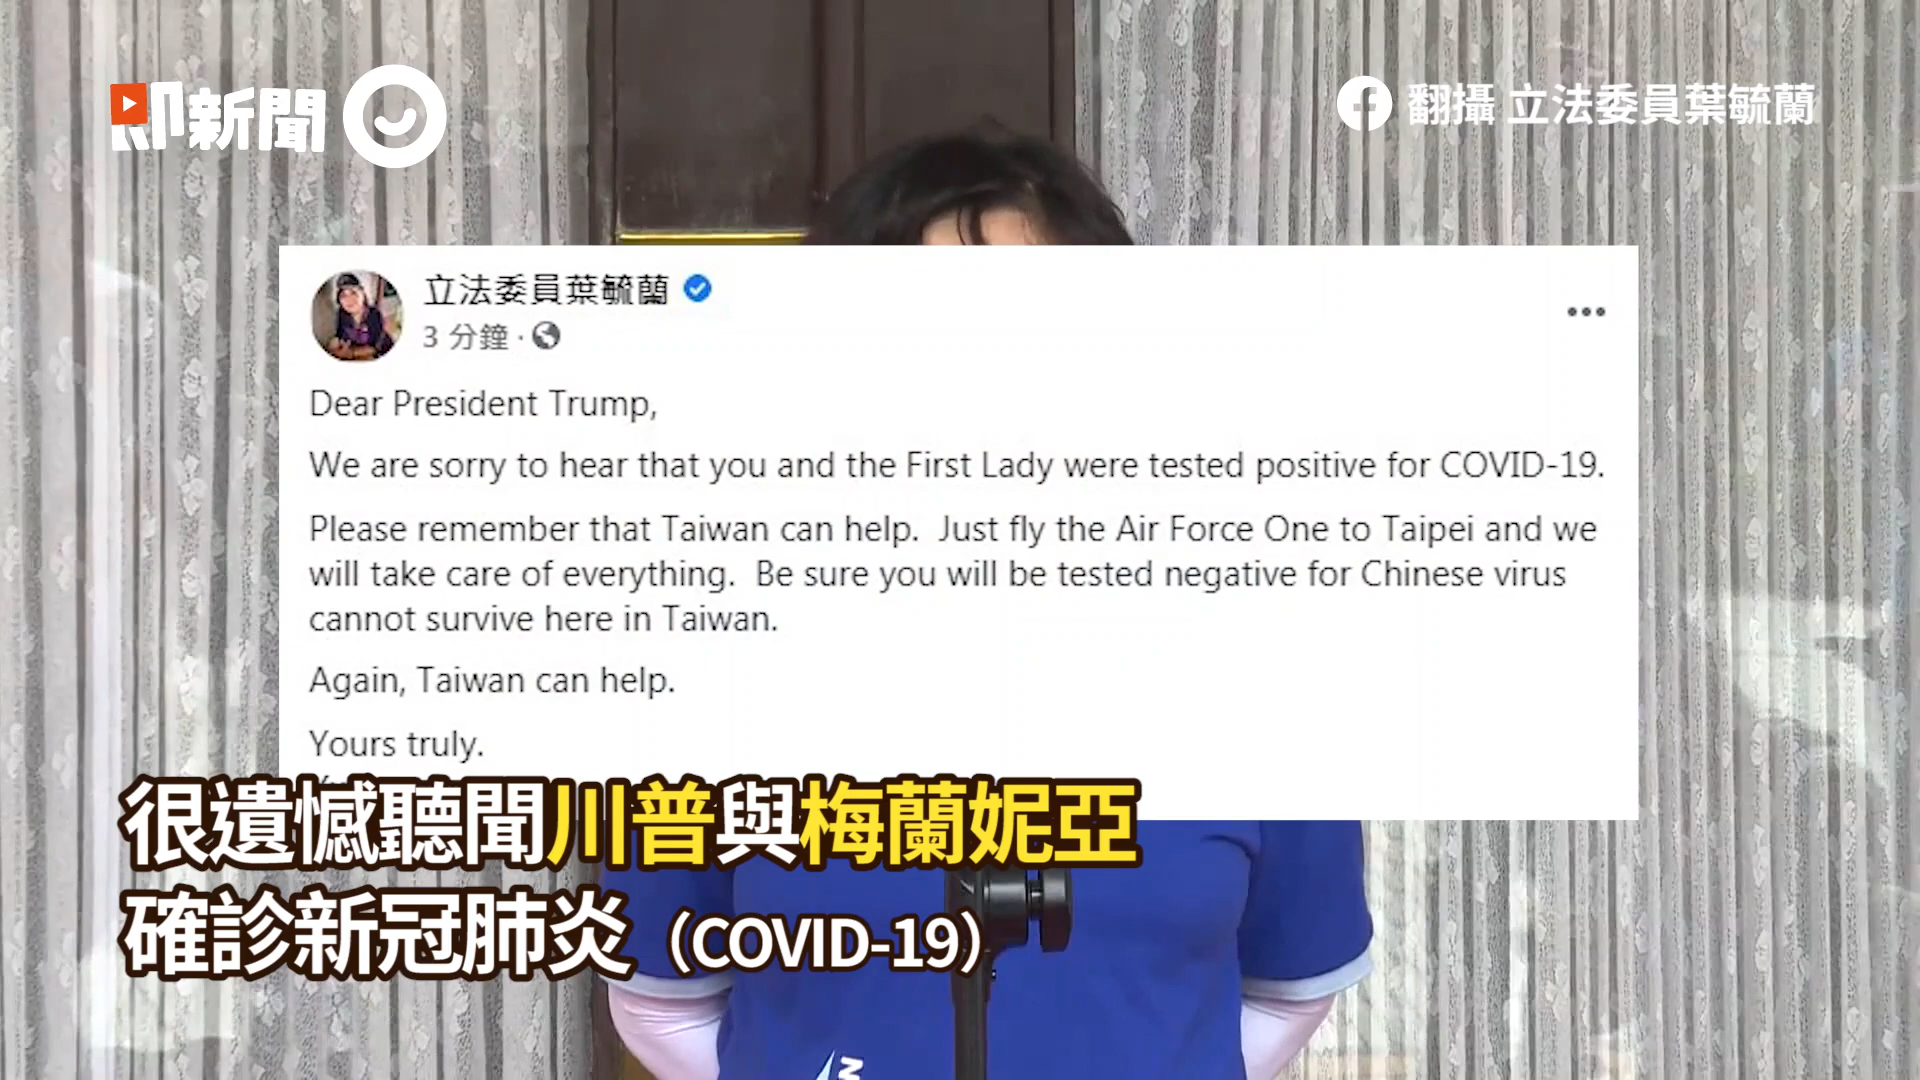 即新聞
翻攝 立法委員葉毓蘭
立法委員葉毓蘭
3 分鐘 ·
Dear President Trump,
We are sorry to hear that you and the First Lady were tested positive for COVID-19.
Please remember that Taiwan can help.  Just fly the Air Force One to Taipei and we
will take care of everything.  Be sure you will be tested negative for Chinese virus
cannot survive here in Taiwan.
Again, Taiwan can help.
Yours truly.
很遺憾聽聞川普與梅蘭妮亞
確診新冠肺炎（COVID-19）